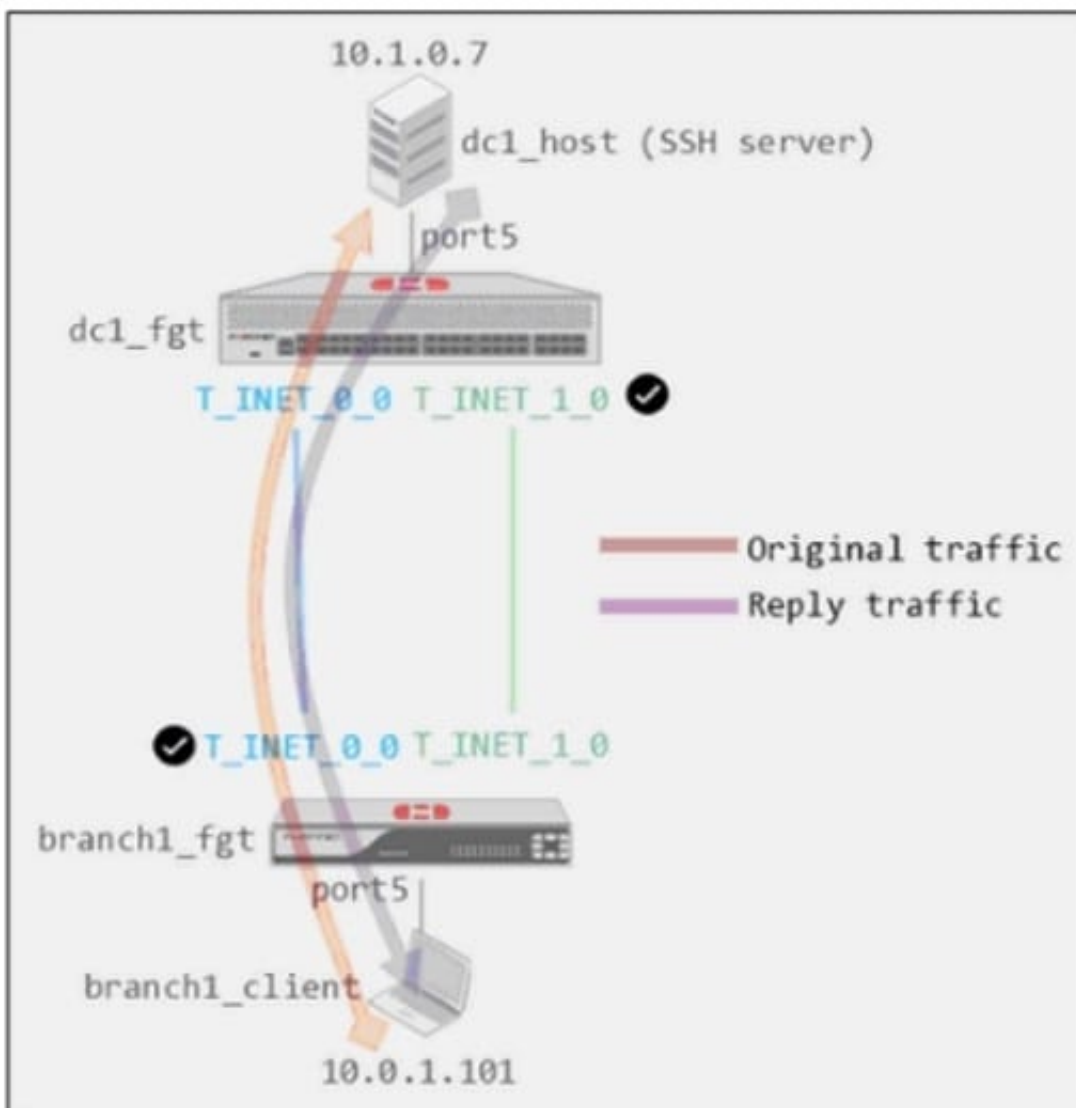 10.1.0.7
dc1_host (SSH server)
port5
dc1_fgt
T_INET_0_0 T_INET_1_0
Original traffic
Reply traffic
T_INET_0_0 T_INET_1_0
branch1_fgt
port5
branch1_client
10.0.1.101